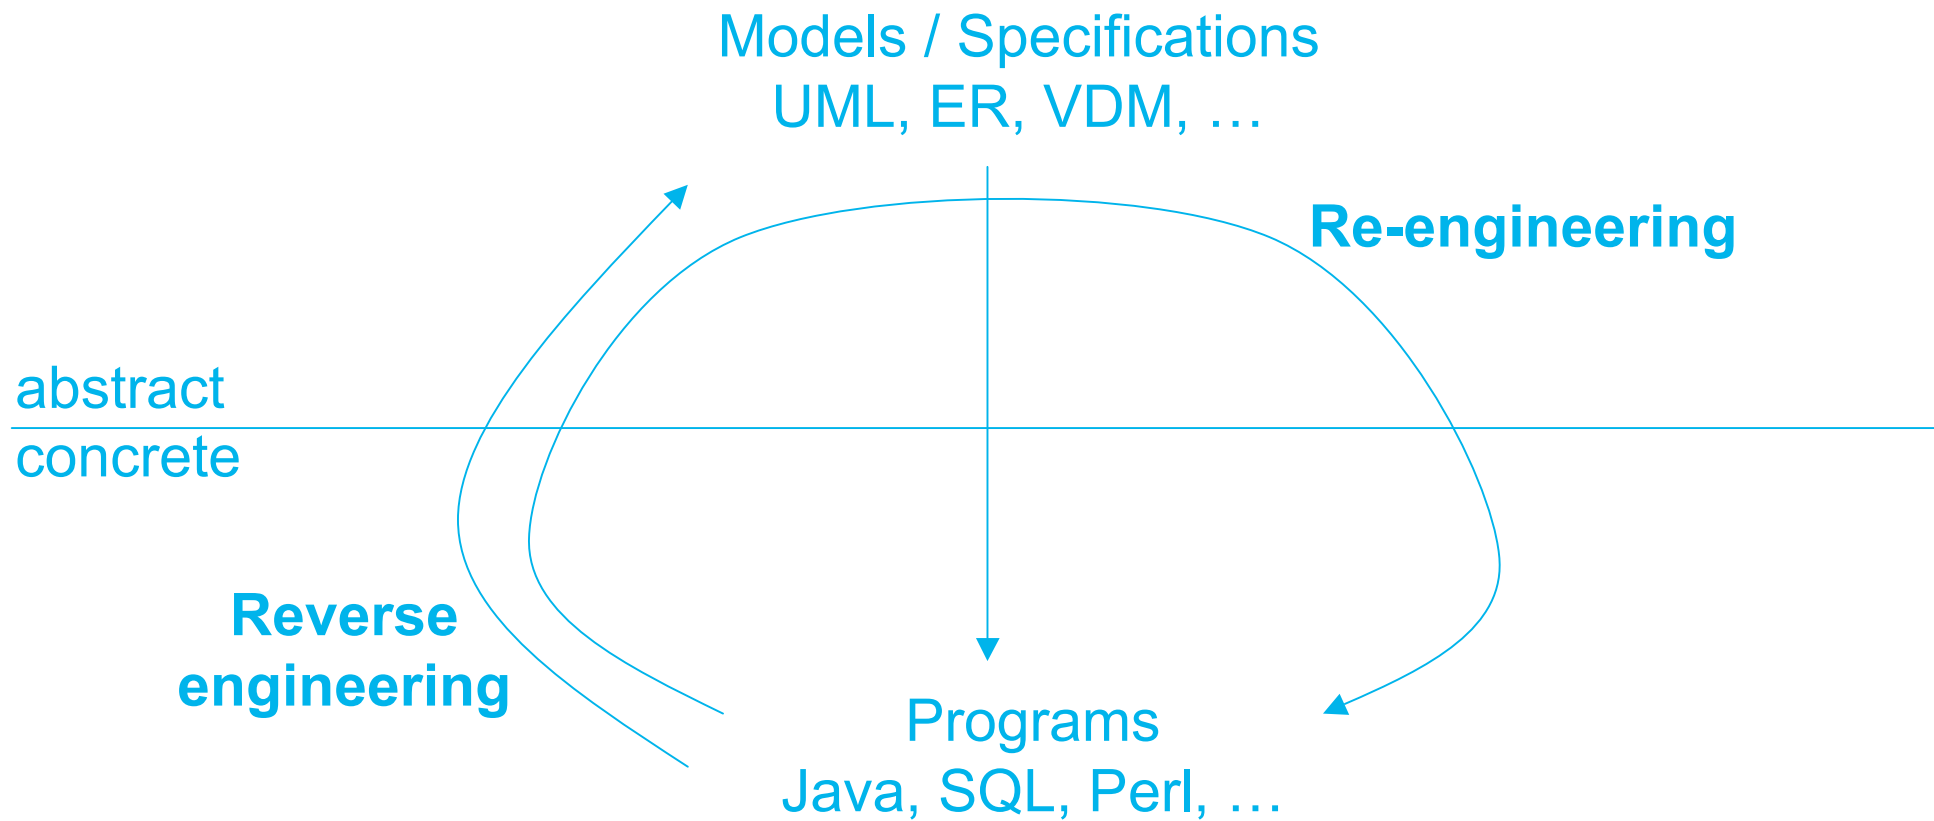 Models / Specifications
UML, ER, VDM, …
Re-engineering
abstract
concrete
Reverse
engineering
Programs
Java, SQL, Perl, …